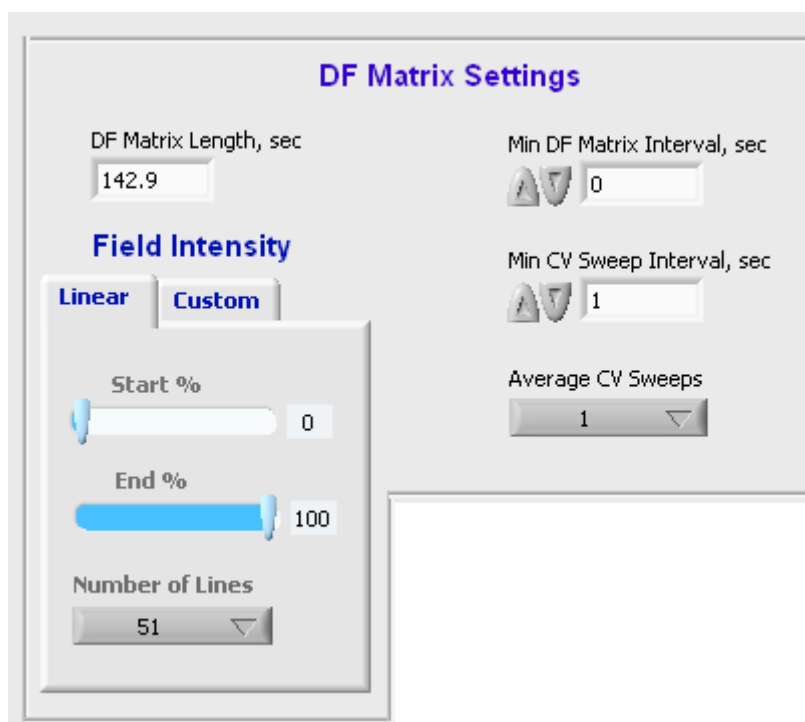 DF Matrix Settings
DF Matrix Length, sec
142.9
Min DF Matrix Interval, sec
0
Field Intensity
Min CV Sweep Interval, sec
1
Linear
Custom
Start %
0
Average CV Sweeps
1
End %
100
Number of Lines
51